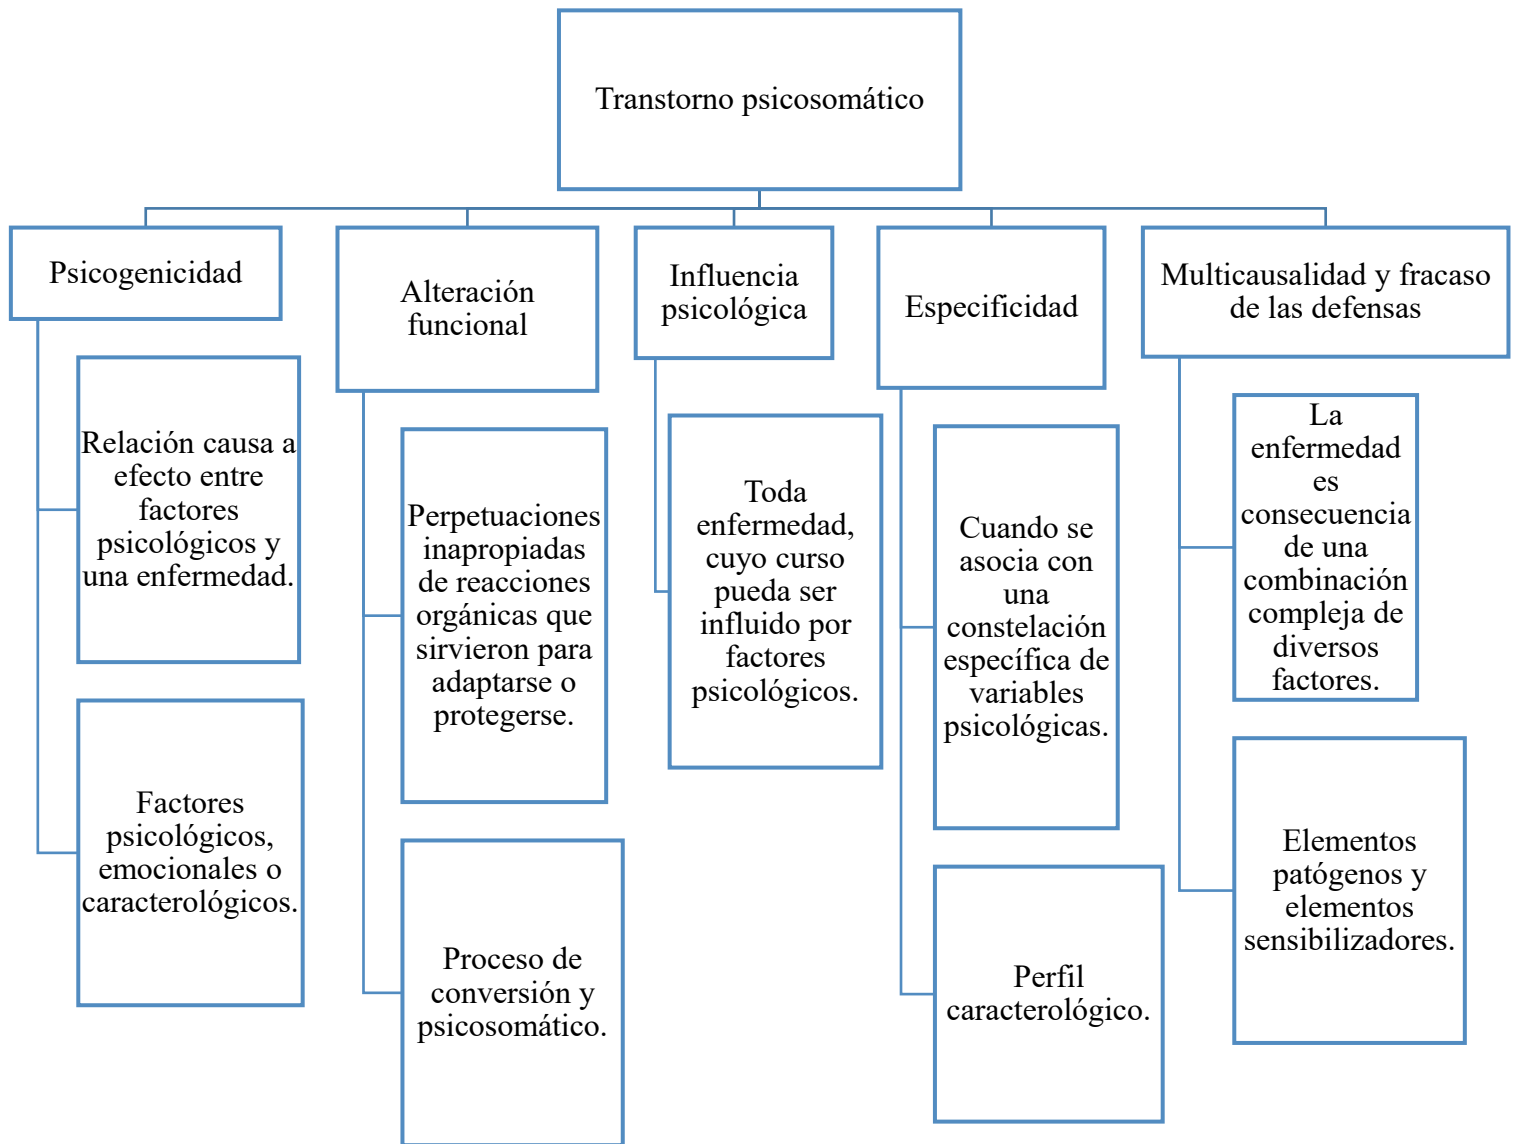 Transtorno psicosomático
Psicogenicidad
Relación causa a
efecto entre
factores
psicológicos y
una enfermedad.
Factores
psicológicos,
emocionales o
caracterológicos.
Alteración
funcional
Perpetuaciones
inapropiadas
de reacciones
orgánicas que
sirvieron para
adaptarse o
protegerse.
Proceso de
conversión y
psicosomático.
Influencia
psicológica
Toda
enfermedad,
cuyo curso
pueda ser
influido por
factores
psicológicos.
Especificidad
Cuando se
asocia con
una
constelación
específica de
variables
psicológicas.
Perfil
caracterológico.
Multicausalidad y fracaso
de las defensas
La
enfermedad
es
consecuencia
de una
combinación
compleja de
diversos
factores.
Elementos
patógenos y
elementos
sensibilizadores.